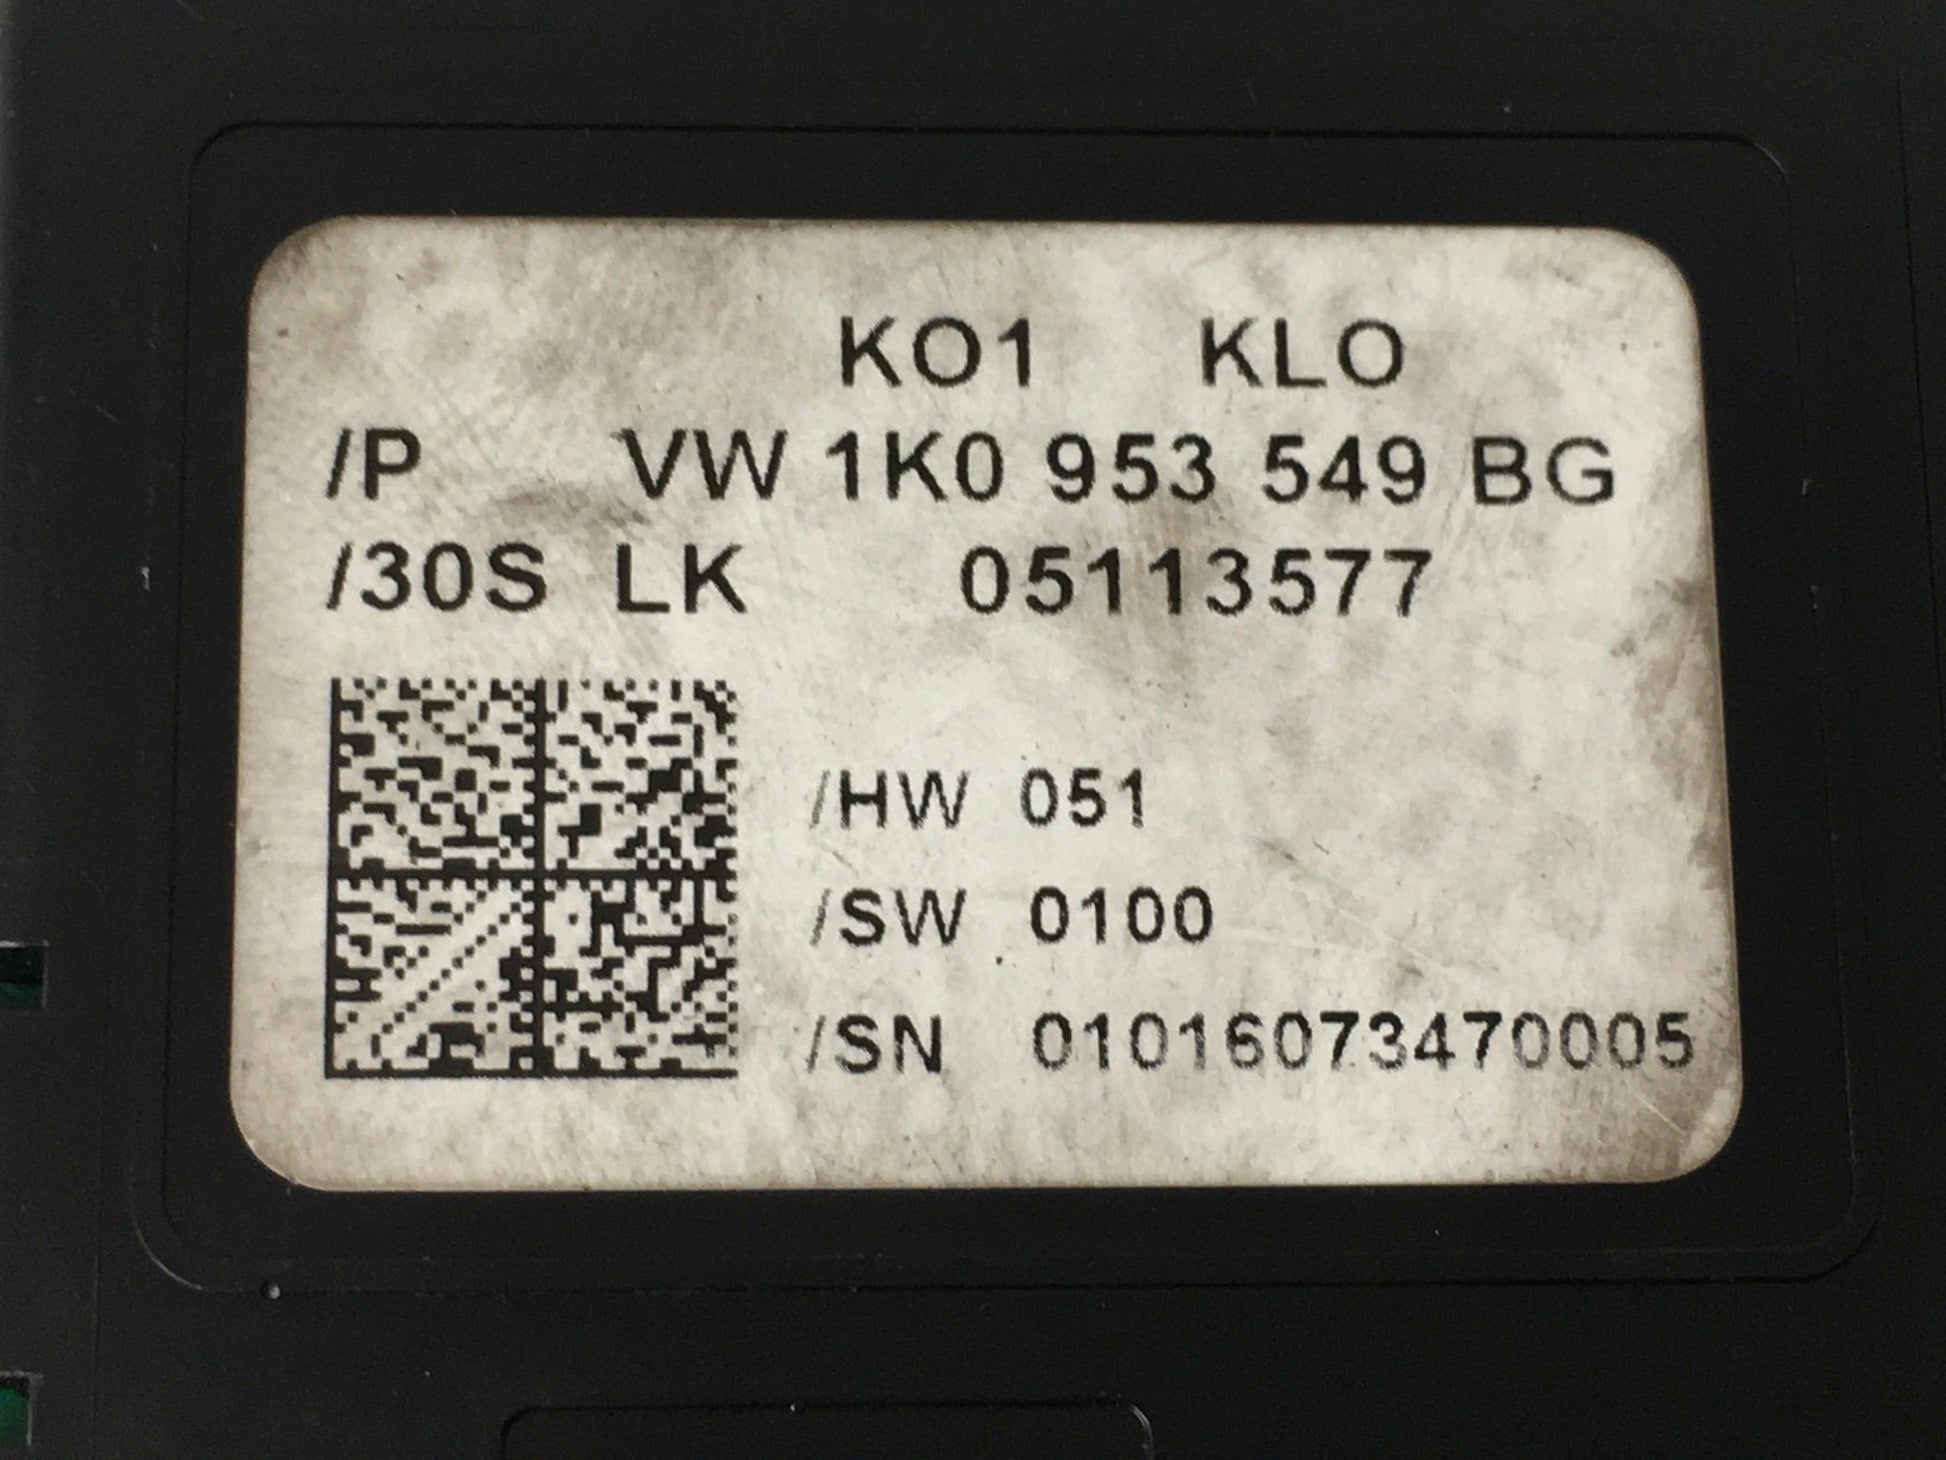 KO1 KLO
/P VW 1K0 953 549 BG
/30S LK 05113577
/HW 051
/SW 0100
/SN 01016073470005